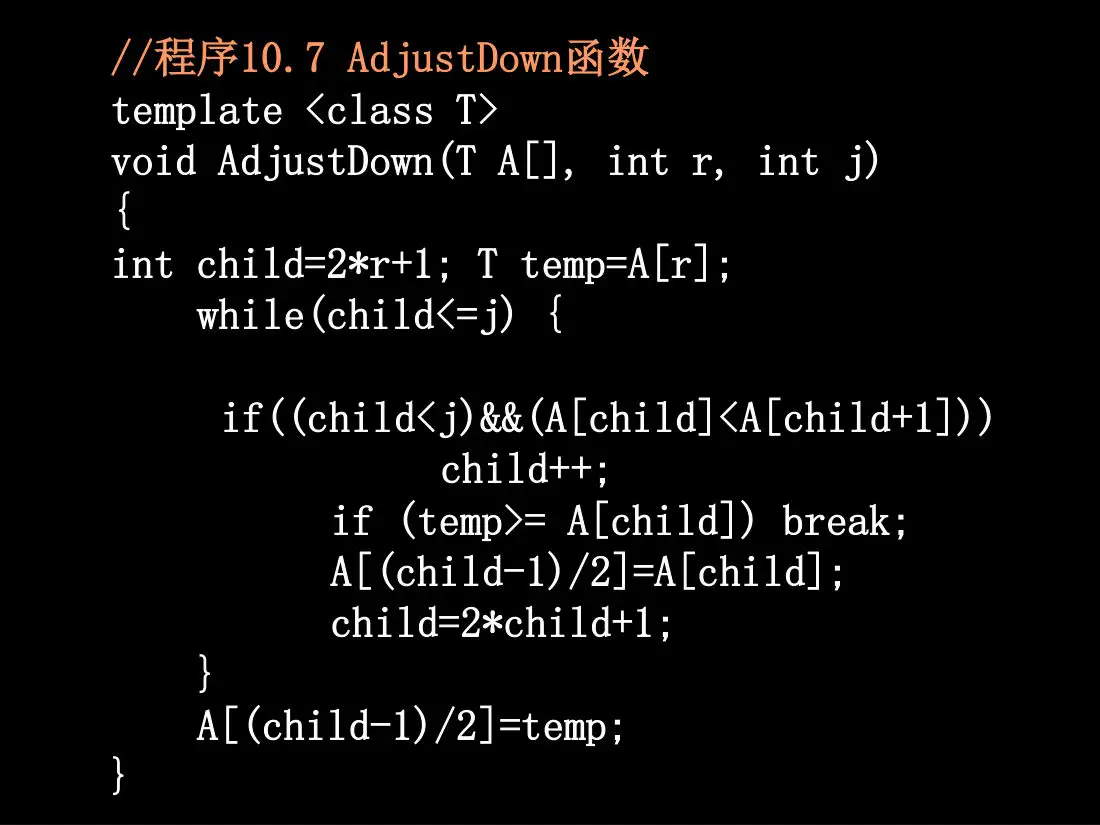 //程序10.7 AdjustDown函数
template <class T>
void AdjustDown(T A[], int r, int j)
{
int child=2*r+1; T temp=A[r];
while(child<=j) {
if((child<j)&&(A[child]<A[child+1]))
child++;
if (temp>= A[child]) break;
A[(child-1)/2]=A[child];
child=2*child+1;
}
A[(child-1)/2]=temp;
}